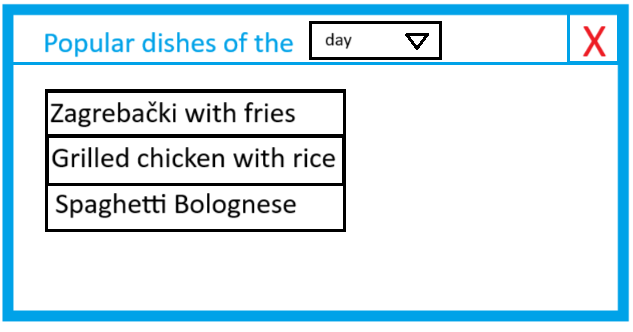 Popular dishes of the day
X
Zagrebački with fries
Grilled chicken with rice
Spaghetti Bolognese